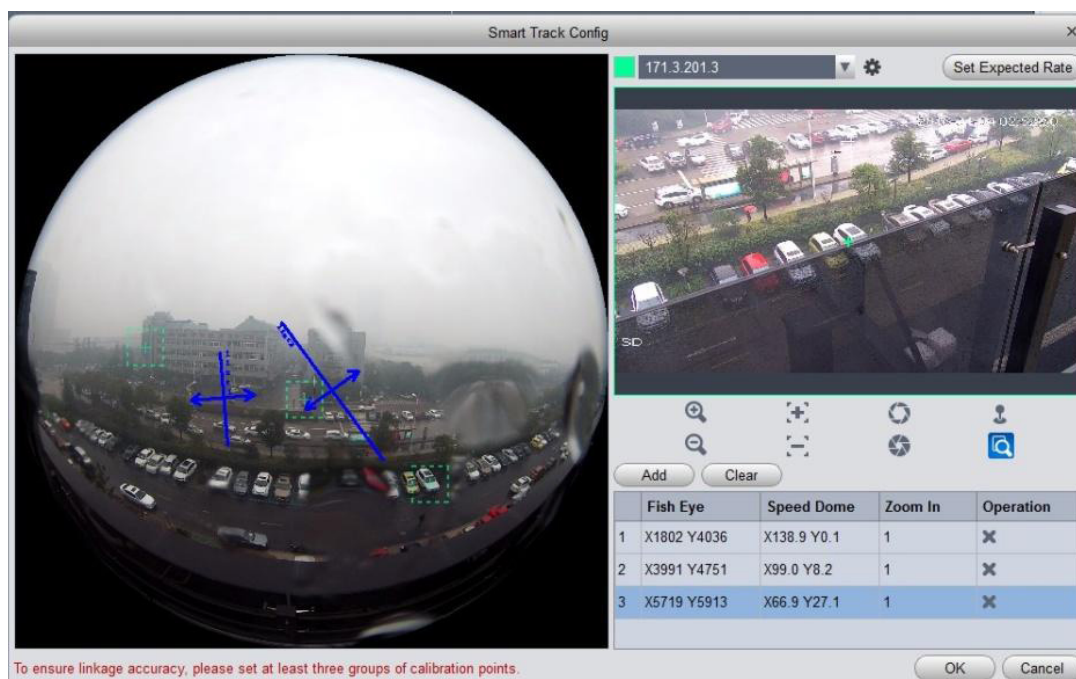 Smart Track Config
171.3.201.3
Set Expected Rate
SD
Add
Clear
Fish Eye Speed Dome Zoom In Operation
1 X1802 Y4036 X138.9 Y0.1 1
2 X3991 Y4751 X99.0 Y8.2 1
3 X5719 Y5913 X66.9 Y27.1 1
To ensure linkage accuracy, please set at least three groups of calibration points.
OK
Cancel